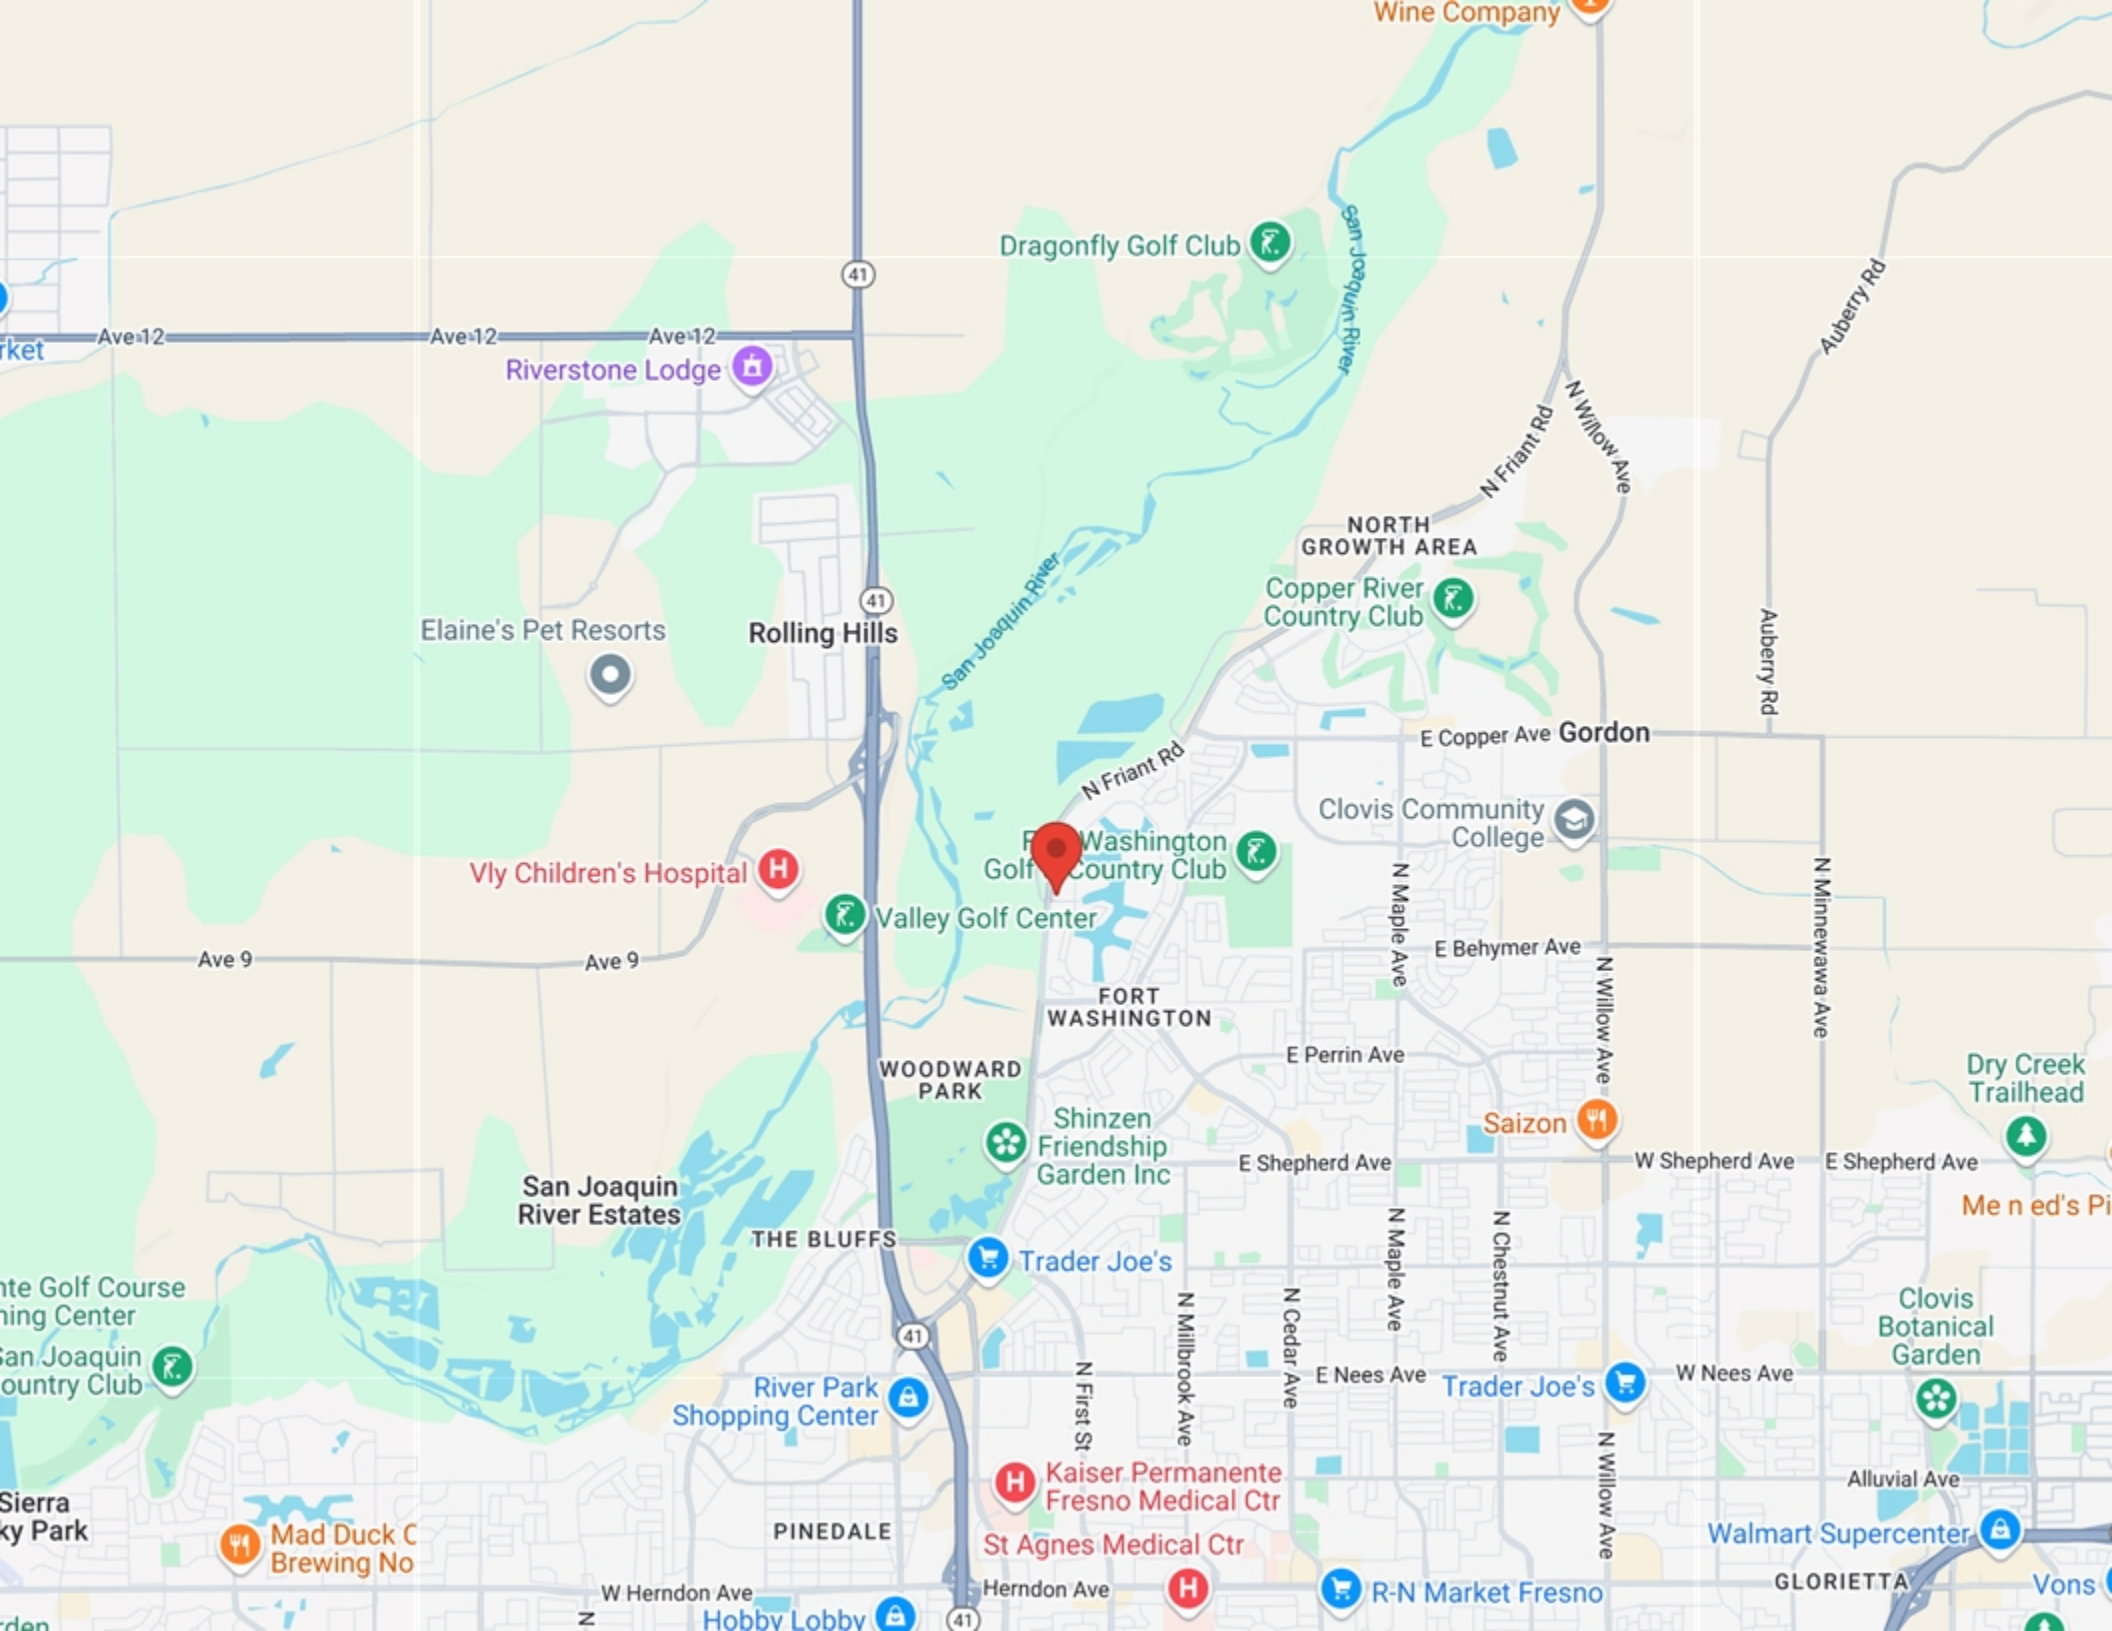 Wine Company
Dragonfly Golf Club
San Joaquin River
41
Auberry Rd
Ave 12
Ave 12
Ave 12
rket
Riverstone Lodge
N Friant Rd
N Willow Ave
NORTH
GROWTH AREA
Copper River
Country Club
San Joaquin River
41
Rolling Hills
Elaine's Pet Resorts
Auberry Rd
E Copper Ave
Gordon
N Friant Rd
Clovis Community
College
Washington
Golf
Country Club
Vly Children's Hospital
Valley Golf Center
N Maple Ave
N Minnewawa Ave
E Behymer Ave
Ave 9
Ave 9
N Willow Ave
FORT
WASHINGTON
E Perrin Ave
WOODWARD
PARK
Dry Creek
Trailhead
Shinzen
Friendship
Garden Inc
Saizon
E Shepherd Ave
W Shepherd Ave
E Shepherd Ave
San Joaquin
River Estates
Me n ed's Pi
THE BLUFFS
Trader Joe's
N Maple Ave
N Chestnut Ave
nte Golf Course
ning Center
Clovis
Botanical
Garden
N Millbrook Ave
N Cedar Ave
41
San Joaquin
ountry Club
N First St
E Nees Ave
Trader Joe's
W Nees Ave
River Park
Shopping Center
N Willow Ave
Kaiser Permanente
Fresno Medical Ctr
Alluvial Ave
Sierra
ky Park
Mad Duck C
Brewing No
PINEDALE
St Agnes Medical Ctr
Walmart Supercenter
W Herndon Ave
Herndon Ave
R-N Market Fresno
GLORIETTA
Vons
N
Hobby Lobby
41
rden